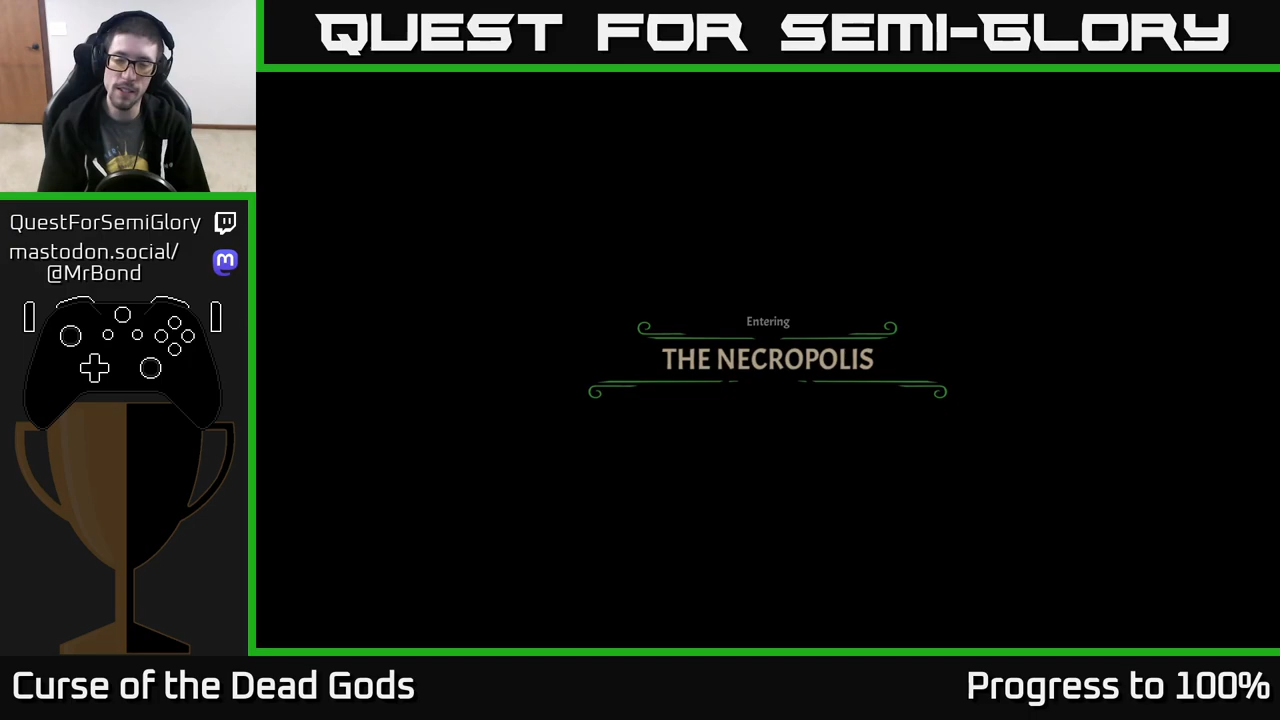 QUEST FOR SEMI-GLORY
QuestForSemiGlory
mastodon.social/
@MrBond
Entering
THE NECROPOLIS
Curse of the Dead Gods
Progress to 100%